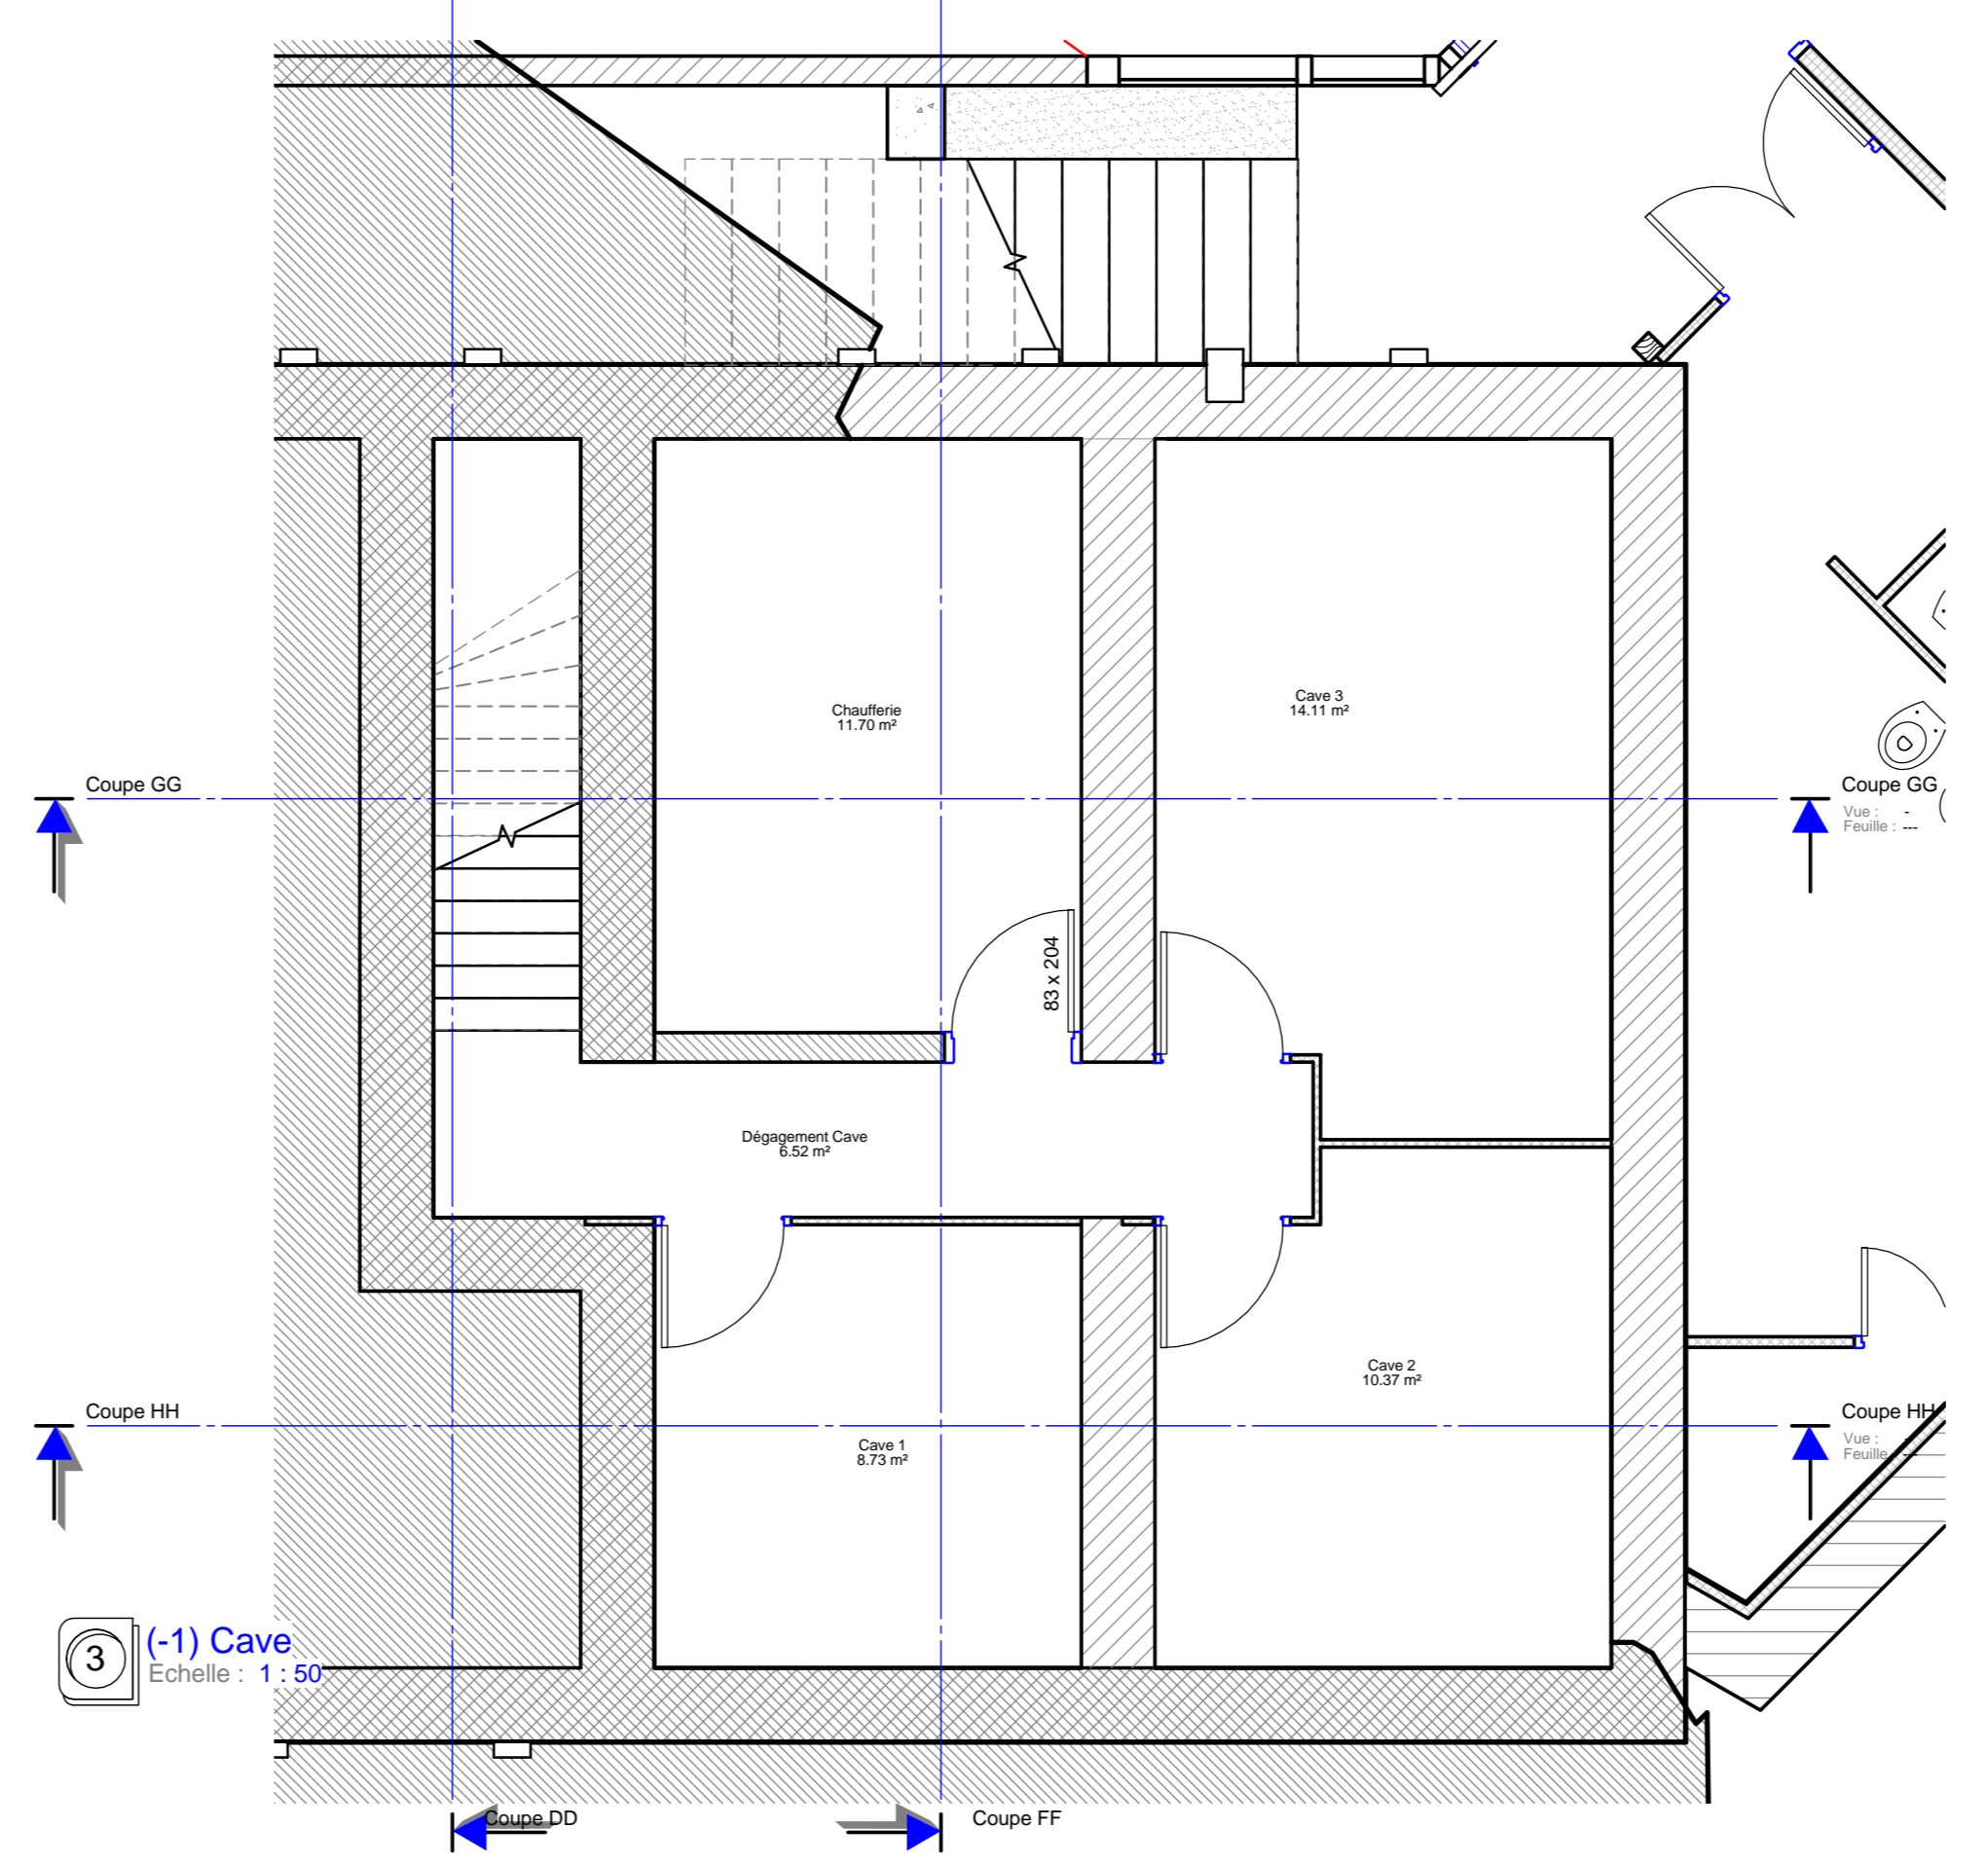 Chaufferie
11.70 m²
Cave 3
14.11 m²
Coupe GG
Coupe GG
Vue : -
Feuille : ---
83 x 204
Dégagement Cave
6.52 m²
Cave 2
10.37 m²
Coupe HH
Coupe HH
Vue :
Feuille
Cave 1
8.73 m²
3
(-1) Cave
Echelle : 1 : 50
Coupe DD
Coupe FF